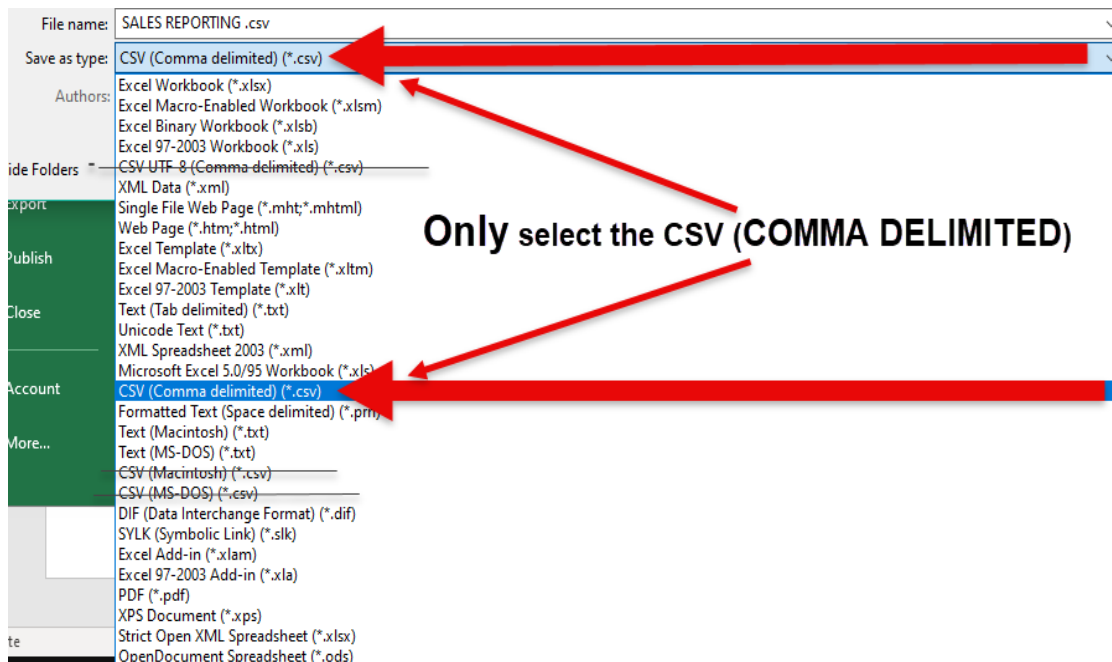 File name: SALES REPORTING .csv
Save as type: CSV (Comma delimited) (*.csv)
Authors:
Excel Workbook (*.xlsx)
Excel Macro-Enabled Workbook (*.xlsm)
Excel Binary Workbook (*.xlsb)
Excel 97-2003 Workbook (*.xls)
ide Folders
CSV UTF-8 (Comma delimited) (*.csv)
XML Data (*.xml)
Export
Single File Web Page (*.mht;*.mhtml)
Web Page (*.htm;*.html)
Only select the CSV (COMMA DELIMITED)
Publish
Excel Template (*.xltx)
Excel Macro-Enabled Template (*.xltm)
Excel 97-2003 Template (*.xlt)
Close
Text (Tab delimited) (*.txt)
Unicode Text (*.txt)
XML Spreadsheet 2003 (*.xml)
Microsoft Excel 5.0/95 Workbook (*.xls)
Account
CSV (Comma delimited) (*.csv)
Formatted Text (Space delimited) (*.prn)
Text (Macintosh) (*.txt)
More...
Text (MS-DOS) (*.txt)
CSV (Macintosh) (*.csv)
CSV (MS-DOS) (*.csv)
DIF (Data Interchange Format) (*.dif)
SYLK (Symbolic Link) (*.slk)
Excel Add-in (*.xlam)
Excel 97-2003 Add-in (*.xla)
PDF (*.pdf)
XPS Document (*.xps)
te
Strict Open XML Spreadsheet (*.xlsx)
OpenDocument Spreadsheet (*.ods)